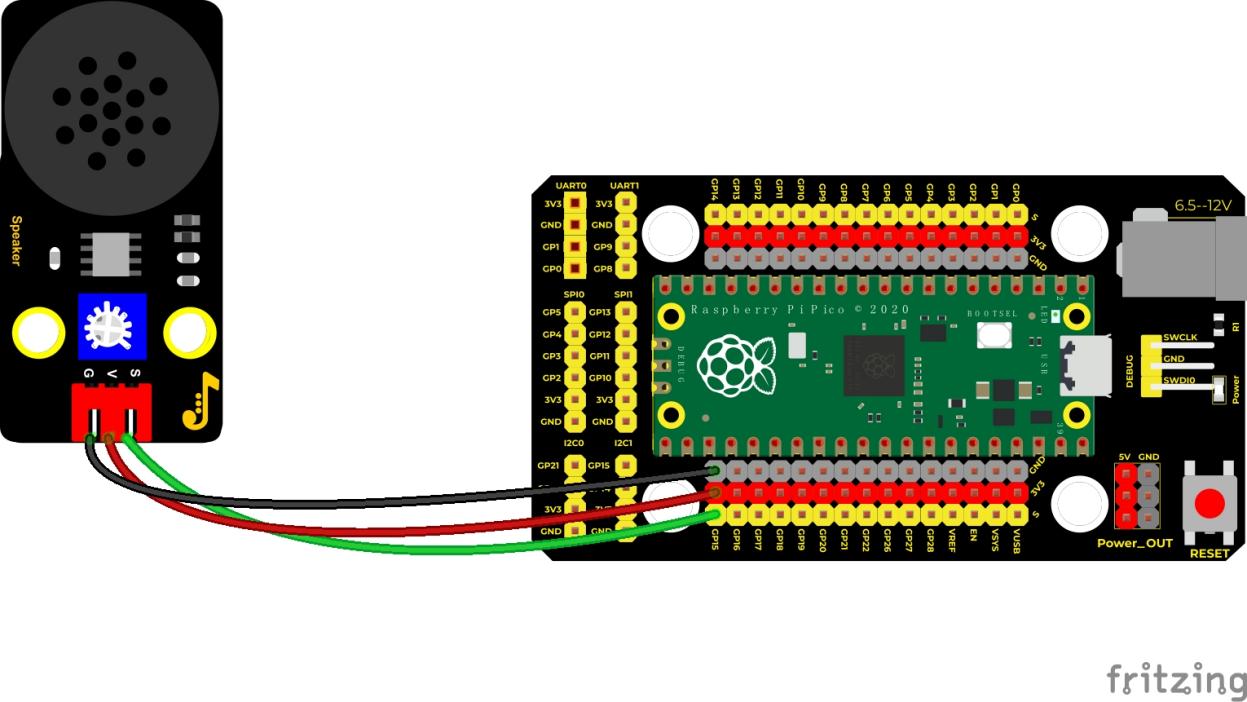 Speaker
G V S
UART0 UART1
3V3 3V3
GND GND
GP1 GP9
GP0 GP8
SPI0 SPI1
GP5 GP13
GP4 GP12
GP3 GP11
GP2 GP10
3V3 3V3
GND GND
I2C0 I2C1
GP21 GP15
3V3
GND GND
GP14 GP13 GP12 GP11 GP10 GP9 GP8 GP7 GP6 GP5 GP4 GP3 GP2 GP1 GP0
S
3V3
GND
Raspberry Pi Pico © 2020
BOOTSEL
LED
2
1
DEBUG
USB
39
GND
3V3
S
GP15 GP16 GP17 GP18 GP19 GP20 GP21 GP22 GP26 GP27 GP28 VREF EN VSYS VUSB
6.5--12V
R1
DEBUG
SWCLK
GND
SWDI0
Power
5V GND
Power_OUT
RESET
fritzing